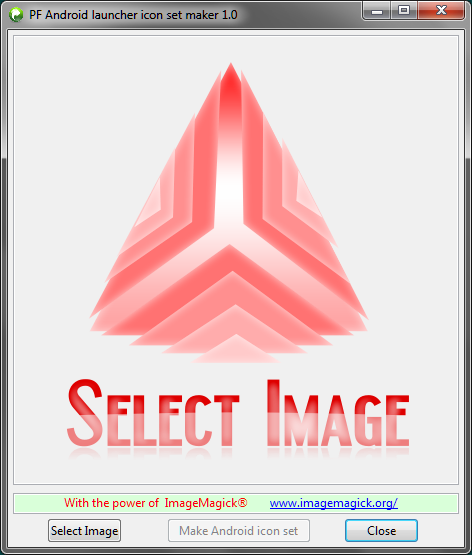 PF Android launcher icon set maker 1.0
SELECT IMAGE
With the power of ImageMagick® www.imagemagick.org/
Select Image Make Android icon set Close